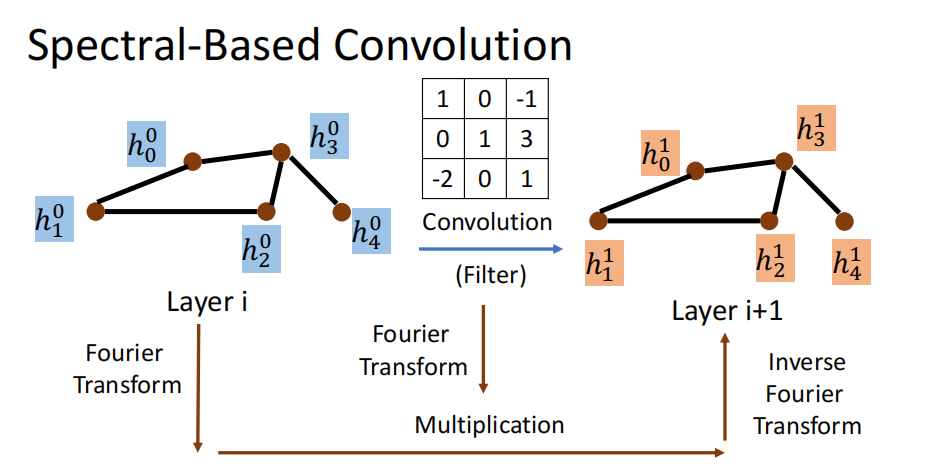 Spectral-Based Convolution
h_0^0
h_3^0
h_1^0
h_2^0
h_4^0
Layer i
1 0 -1
0 1 3
-2 0 1
Convolution
(Filter)
h_0^1
h_3^1
h_1^1
h_2^1
h_4^1
Layer i+1
Fourier
Transform
Fourier
Transform
Multiplication
Inverse
Fourier
Transform